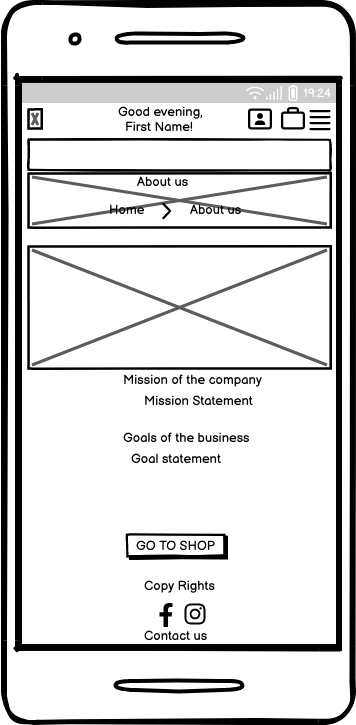 19:24
X
Good evening,
First Name!
About us
Home > About us
Mission of the company
Mission Statement
Goals of the business
Goal statement
GO TO SHOP
Copy Rights
Contact us